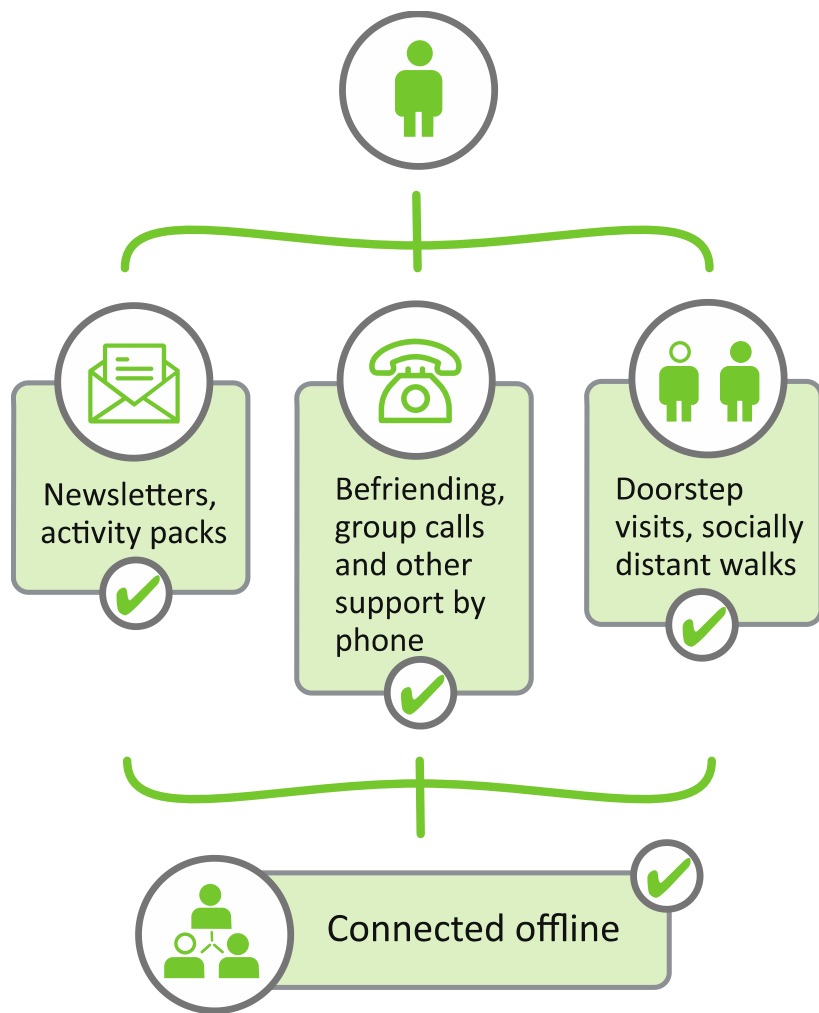 Newsletters,
activity packs
Befriending,
group calls
and other
support by
phone
Doorstep
visits, socially
distant walks
Connected offline